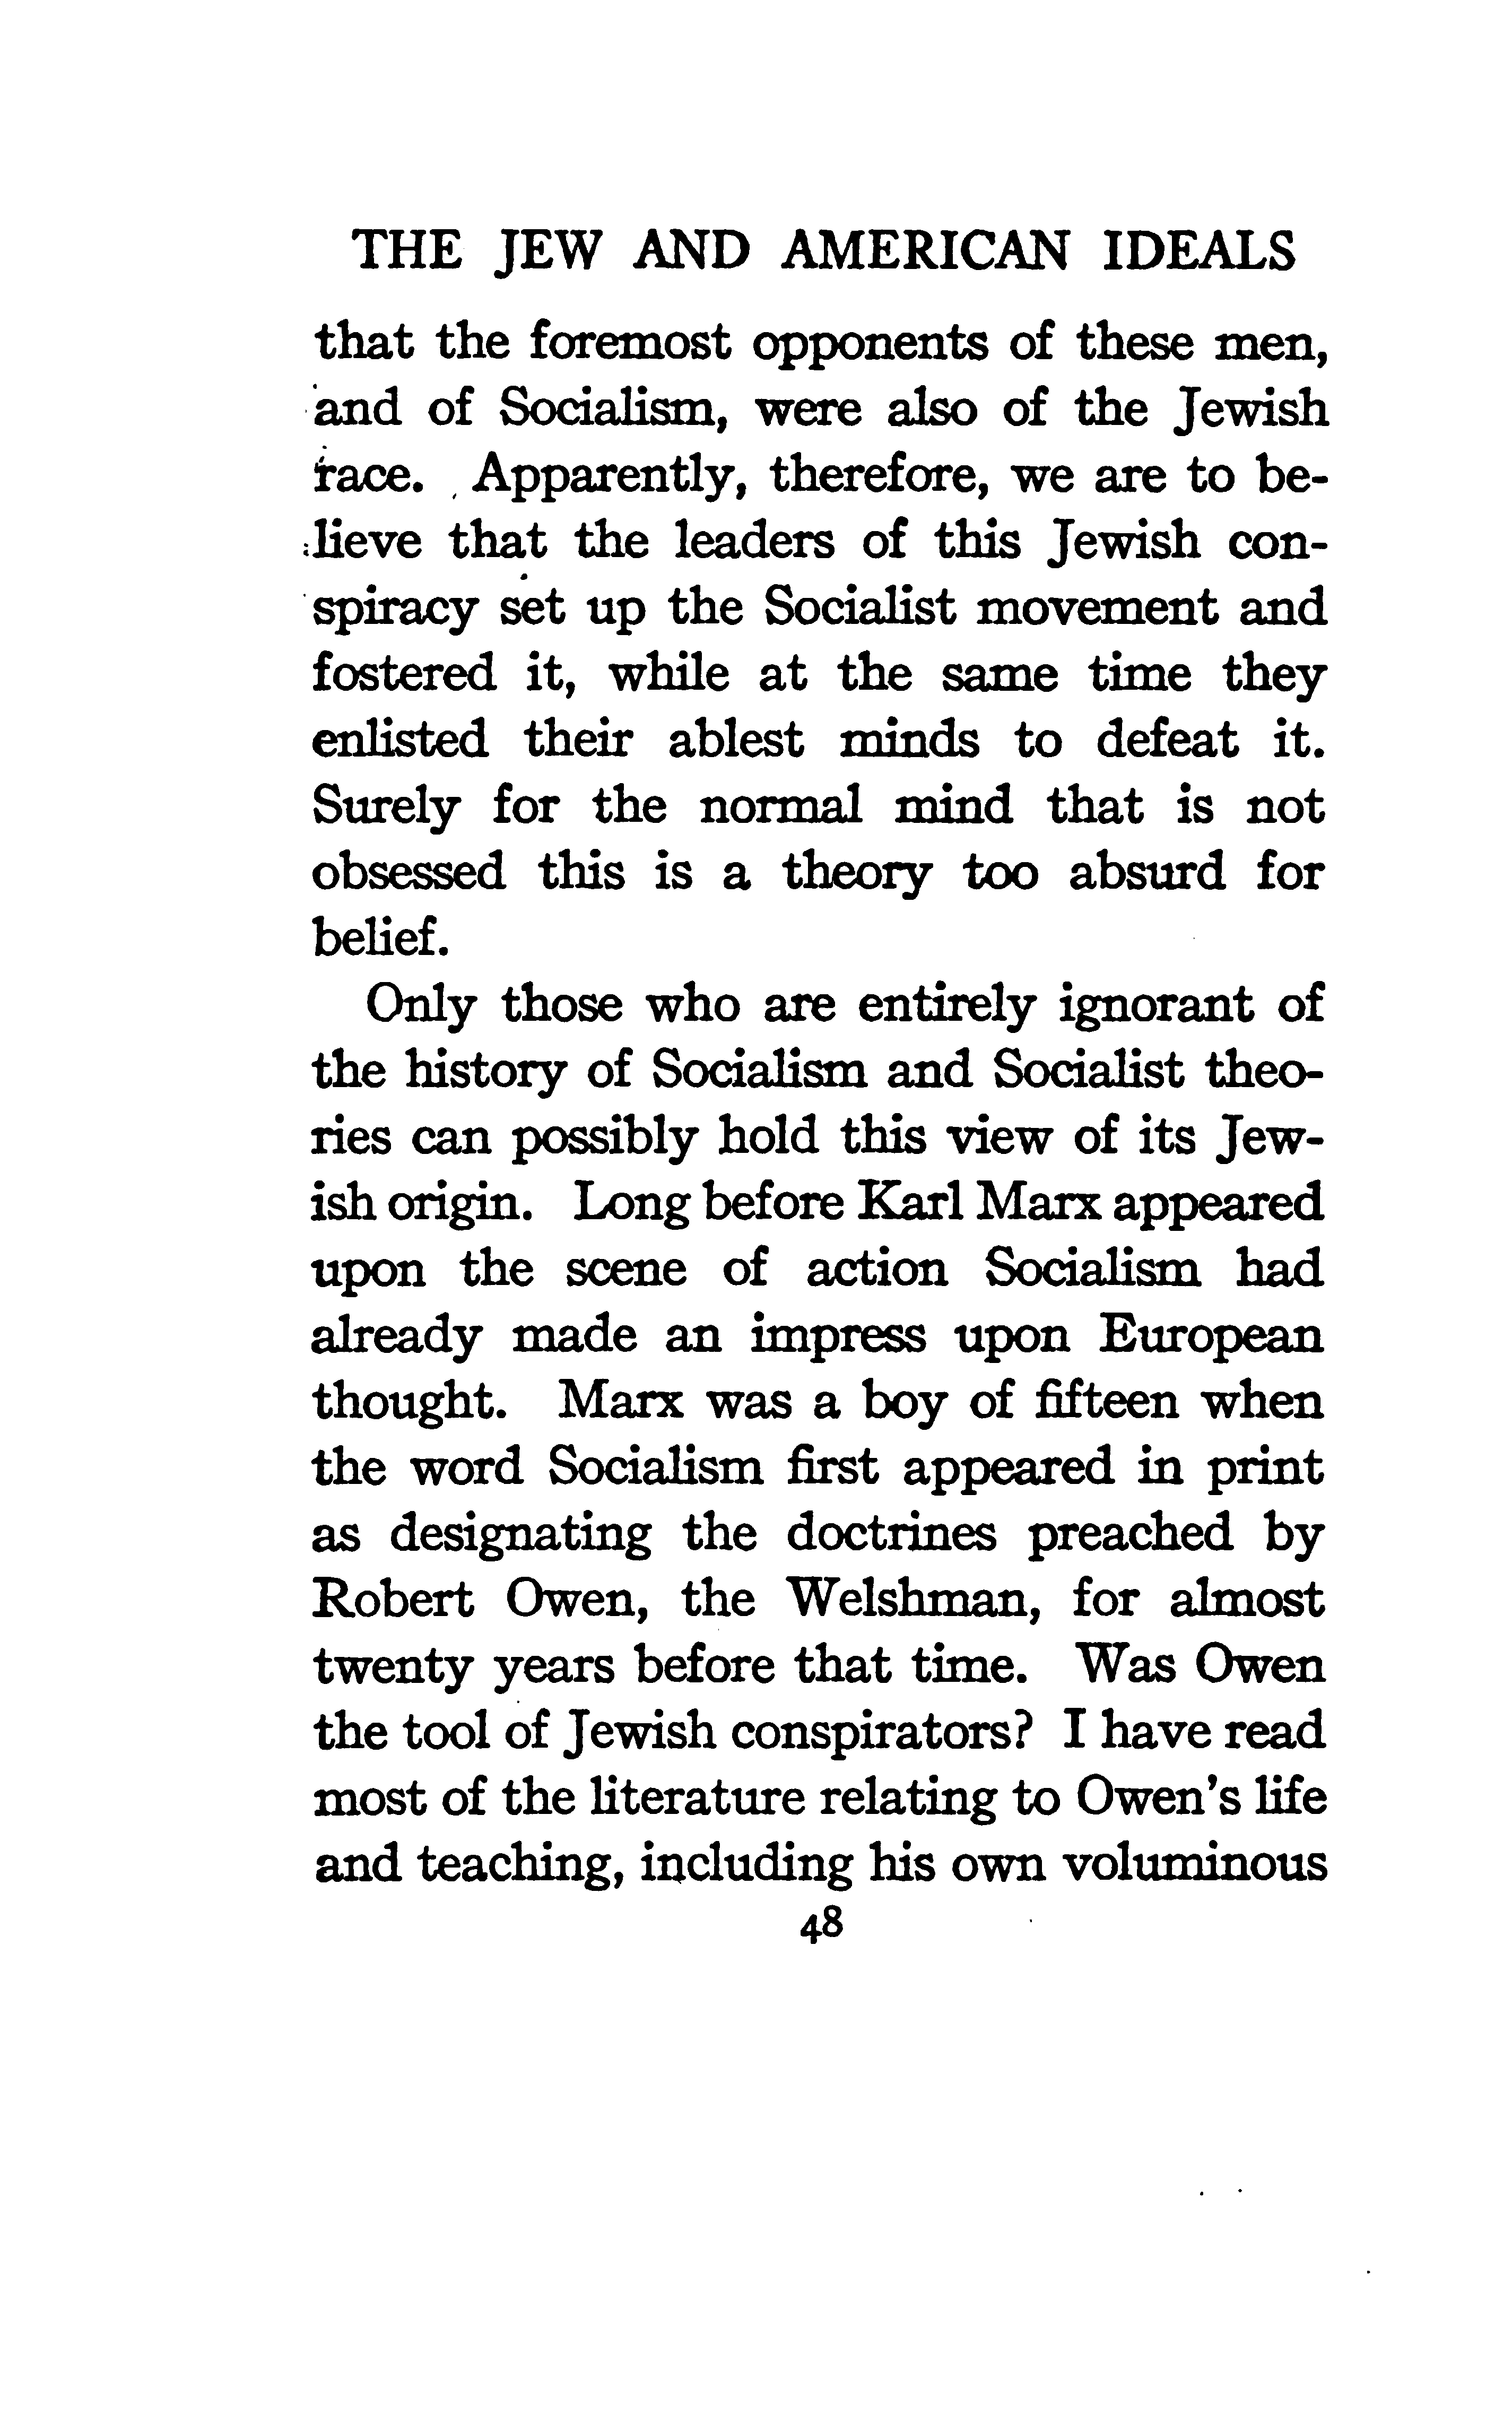 THE JEW AND AMERICAN IDEALS
that the foremost opponents of these men,
and of Socialism, were also of the Jewish
race. Apparently, therefore, we are to be-
lieve that the leaders of this Jewish con-
spiracy set up the Socialist movement and
fostered it, while at the same time they
enlisted their ablest minds to defeat it.
Surely for the normal mind that is not
obsessed this is a theory too absurd for
belief.
Only those who are entirely ignorant of
the history of Socialism and Socialist theo-
ries can possibly hold this view of its Jew-
ish origin. Long before Karl Marx appeared
upon the scene of action Socialism had
already made an impress upon European
thought. Marx was a boy of fifteen when
the word Socialism first appeared in print
as designating the doctrines preached by
Robert Owen, the Welshman, for almost
twenty years before that time. Was Owen
the tool of Jewish conspirators? I have read
most of the literature relating to Owen's life
and teaching, including his own voluminous
48